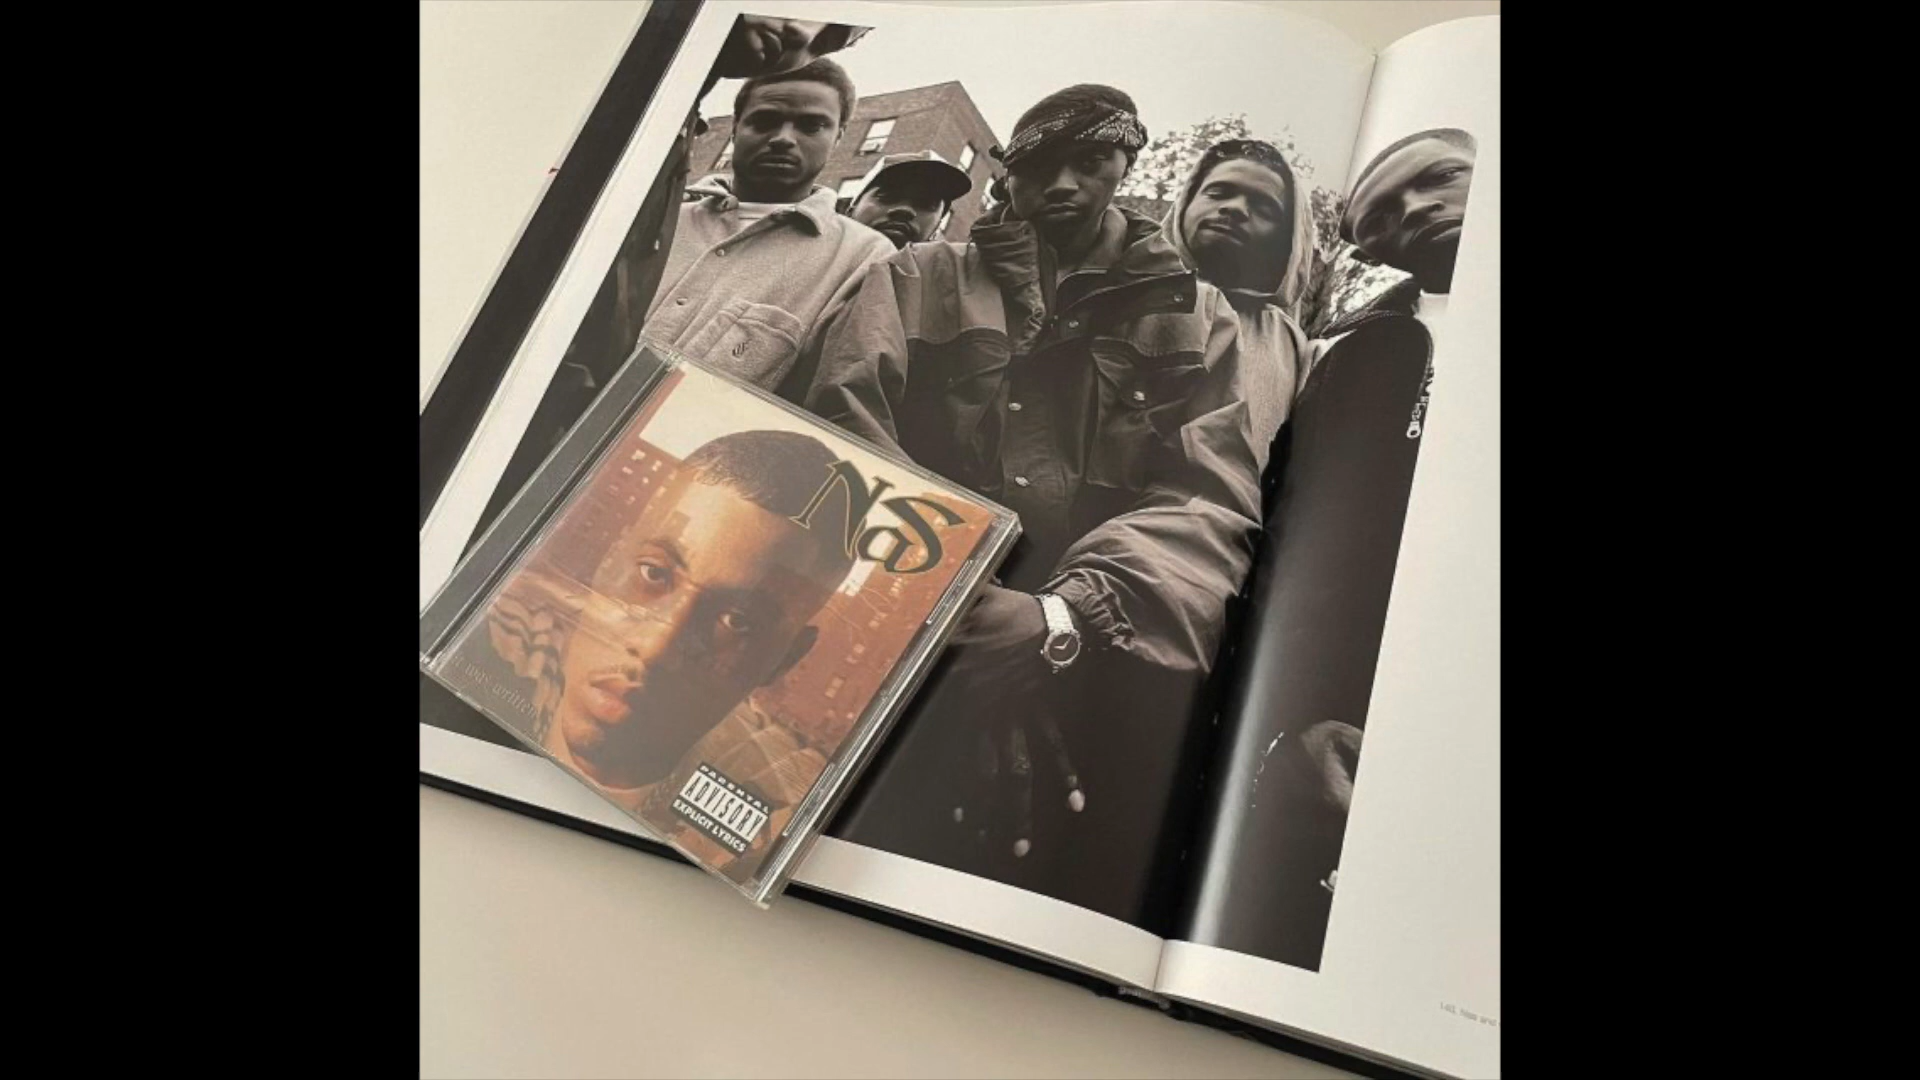 Nas
it was written
PARENTAL
ADVISORY
EXPLICIT LYRICS